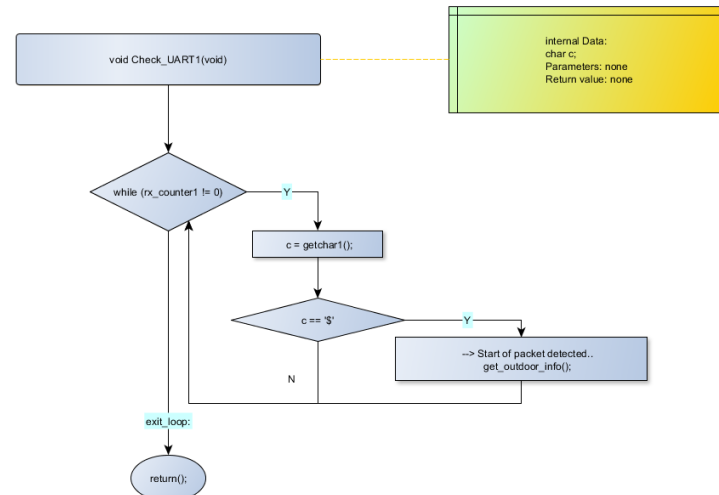 void Check_UART1(void)
internal Data:
char c;
Parameters: none
Return value: none
while (rx_counter1 != 0)
Y
c = getchar1();
c == '$'
Y
--> Start of packet detected..
get_outdoor_info();
N
exit_loop:
return();